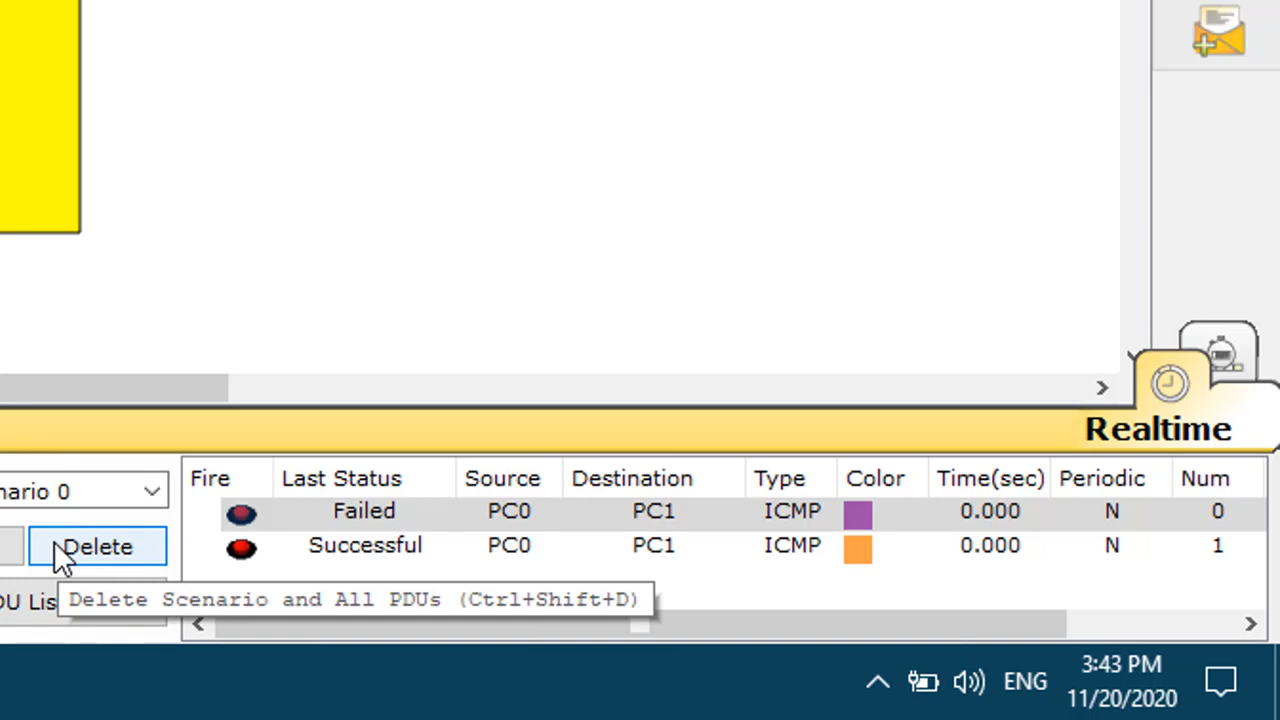 Realtime
nario 0
Delete
DU Lis
Delete Scenario and All PDUs (Ctrl+Shift+D)
Fire Last Status Source Destination Type Color Time(sec) Periodic Num
Failed PC0 PC1 ICMP 0.000 N 0
Successful PC0 PC1 ICMP 0.000 N 1
ENG
3:43 PM
11/20/2020